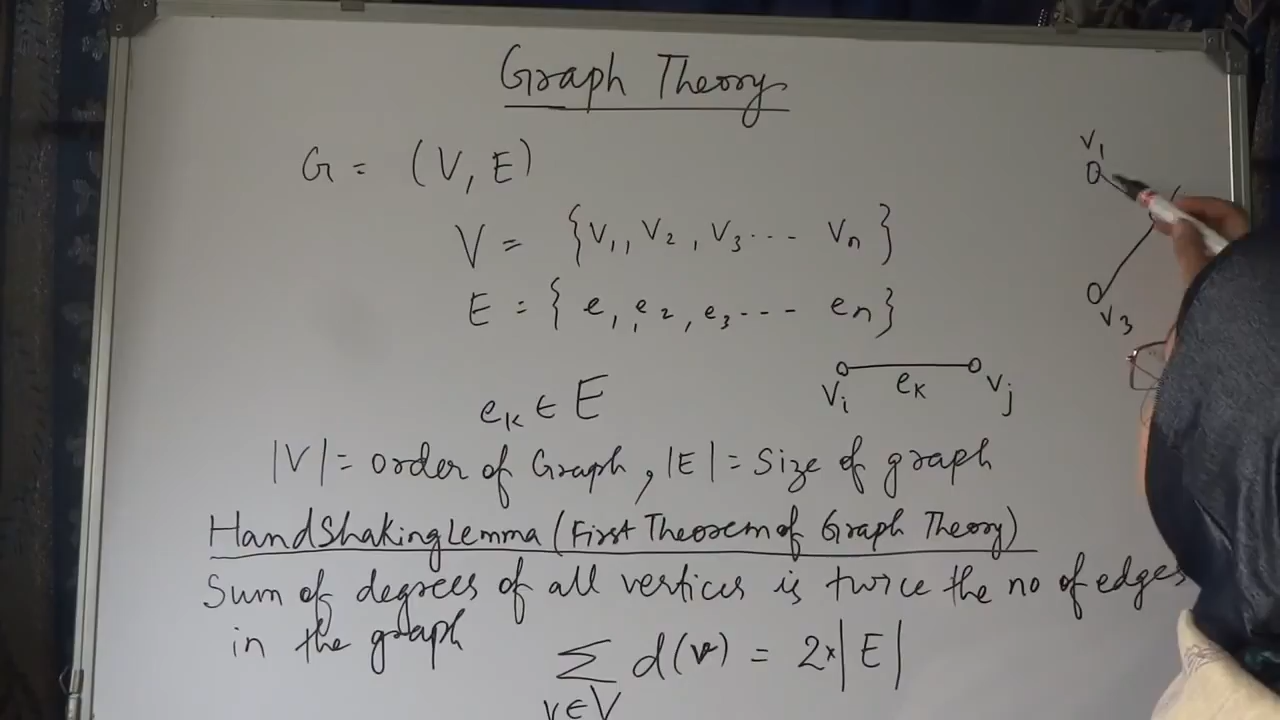 Graph Theory
G = (V, E)
V = {v₁, v₂, v₃ --- vₙ}
E = {e₁, e₂, e₃ --- eₙ}
eₖ ∈ E
vᵢ eₖ vⱼ
|V| = order of Graph, |E| = Size of graph
HandShaking Lemma (First Theorem of Graph Theory)
Sum of degrees of all vertices is twice the no of edges
in the graph
∑ d(v) = 2×|E|
v∈V
v₁
v₃